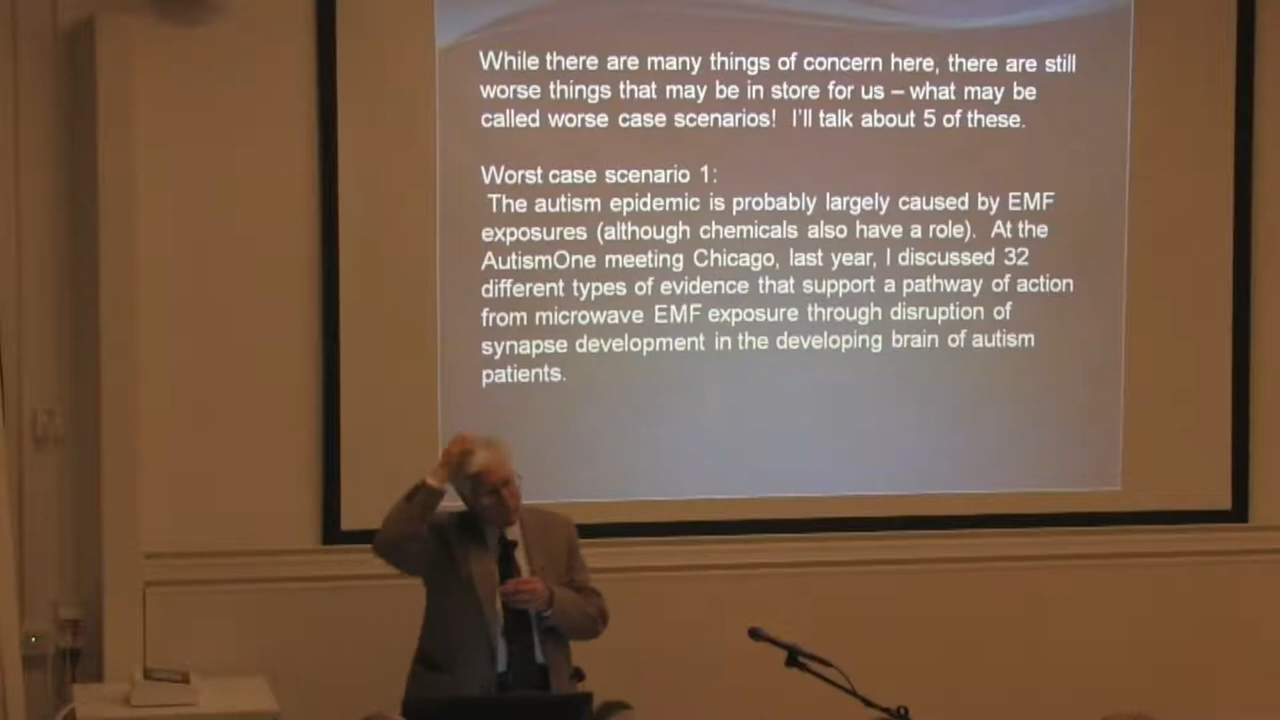 While there are many things of concern here, there are still
worse things that may be in store for us – what may be
called worse case scenarios! I'll talk about 5 of these.
Worst case scenario 1:
The autism epidemic is probably largely caused by EMF
exposures (although chemicals also have a role). At the
AutismOne meeting Chicago, last year, I discussed 32
different types of evidence that support a pathway of action
from microwave EMF exposure through disruption of
synapse development in the developing brain of autism
patients.